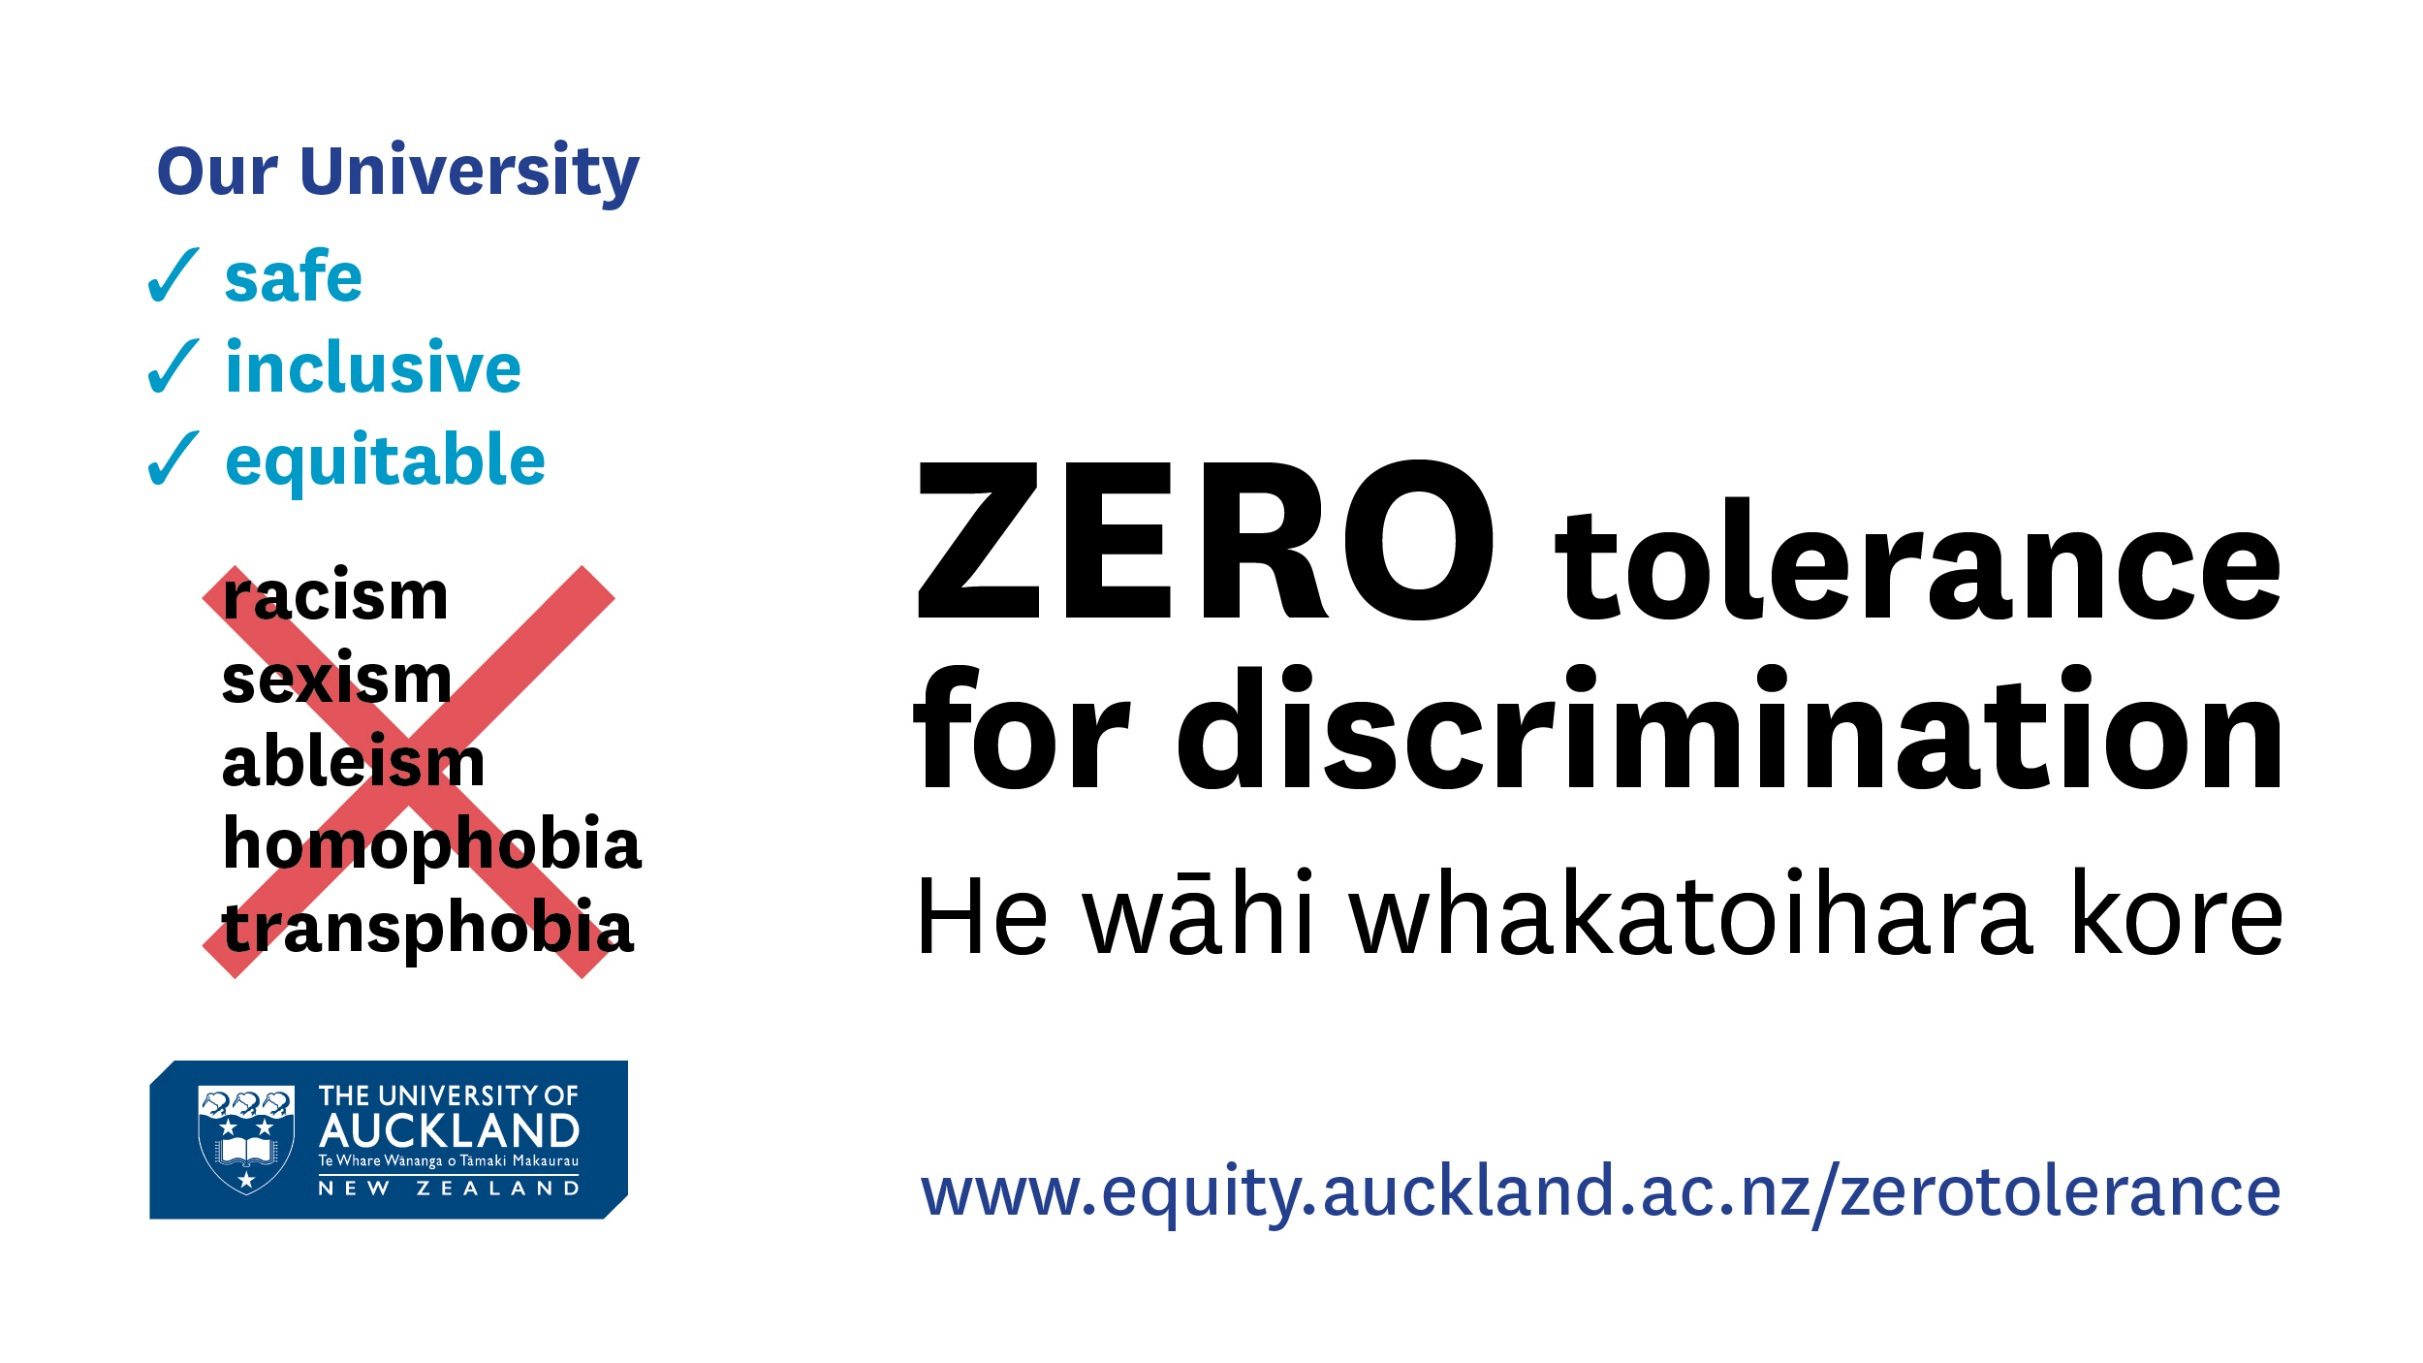 Our University
✓ safe
✓ inclusive
✓ equitable
racism
sexism
ableism
homophobia
transphobia
THE UNIVERSITY OF
AUCKLAND
Te Whare Wānanga o Tāmaki Makaurau
NEW ZEALAND
ZERO tolerance
for discrimination
He wāhi whakatoihara kore
www.equity.auckland.ac.nz/zerotolerance